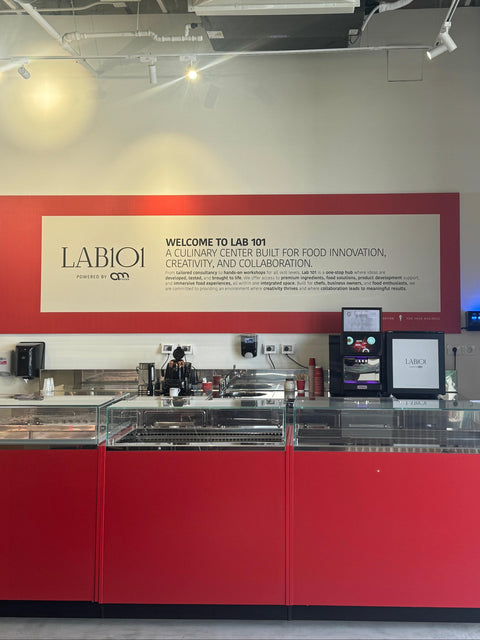 LAB101
POWERED BY am
WELCOME TO LAB 101
A CULINARY CENTER BUILT FOR FOOD INNOVATION,
CREATIVITY, AND COLLABORATION.
From tailored consultancy to hands-on workshops for all skill levels, Lab 101 is a one-stop hub where ideas are
developed, tested, and brought to life. We offer access to premium ingredients, food solutions, product development support,
and immersive food experiences, all within one integrated space. Built for chefs, business owners, and food enthusiasts, we
are committed to providing an environment where creativity thrives and where collaboration leads to meaningful results.
FOR YOUR BUSINESS
LAB101